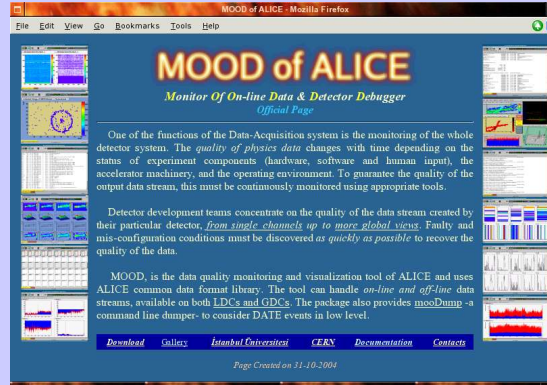 MOOD of ALICE - Mozilla Firefox
File Edit View Go Bookmarks Tools Help
MOOD of ALICE
Monitor Of On-line Data & Detector Debugger
Official Page
One of the functions of the Data-Acquisition system is the monitoring of the whole
detector system. The quality of physics data changes with time depending on the
status of experiment components (hardware, software and human input), the
accelerator machinery, and the operating environment. To guarantee the quality of the
output data stream, this must be continuously monitored using appropriate tools.
Detector development teams concentrate on the quality of the data stream created by
their particular detector, from single channels up to more global views. Faulty and
mis-configuration conditions must be discovered as quickly as possible to recover the
quality of the data.
MOOD, is the data quality monitoring and visualization tool of ALICE and uses
ALICE common data format library. The tool can handle on-line and off-line data
streams, available on both LDCs and GDCs. The package also provides mooDump -a
command line dumper- to consider DATE events in low level.
Download Gallery İstanbul Üniversitesi CERN Documentation Contacts
Page Created on 31-10-2004